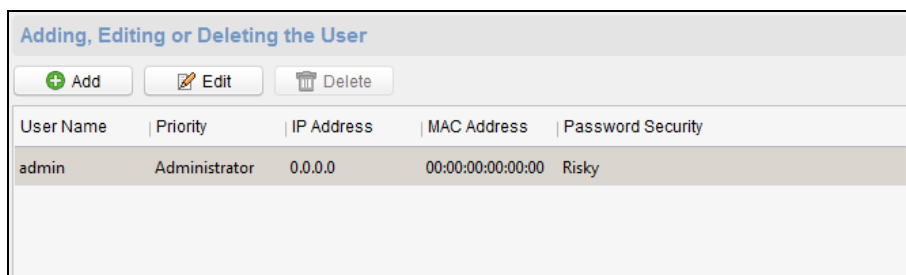 Adding, Editing or Deleting the User
Add Edit Delete
User Name Priority IP Address MAC Address Password Security
admin Administrator 0.0.0.0 00:00:00:00:00:00 Risky